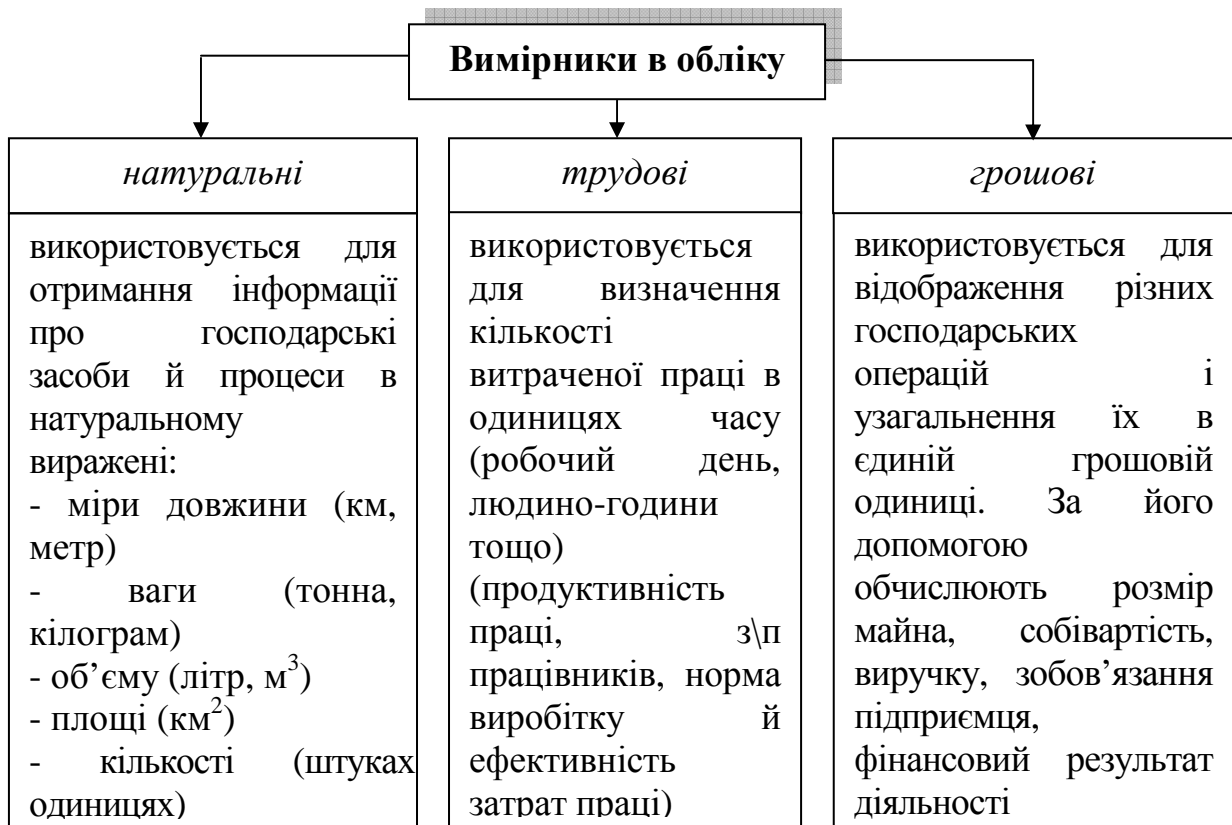 Вимірники в обліку
натуральні
використовується для
отримання інформації
про господарські
засоби й процеси в
натуральному
виражені:
- міри довжини (км,
метр)
- ваги (тонна,
кілограм)
- об’єму (літр, м³)
- площі (км²)
- кількості (штуках
одиницях)
трудові
використовується
для визначення
кількості
витраченої праці в
одиницях часу
(робочий день,
людино-години
тощо)
(продуктивність
праці, з\п
працівників, норма
виробітку й
ефективність
затрат праці)
грошові
використовується для
відображення різних
господарських
операцій і
узагальнення їх в
єдиній грошовій
одиниці. За його
допомогою
обчислюють розмір
майна, собівартість,
виручку, зобов’язання
підприємця,
фінансовий результат
діяльності